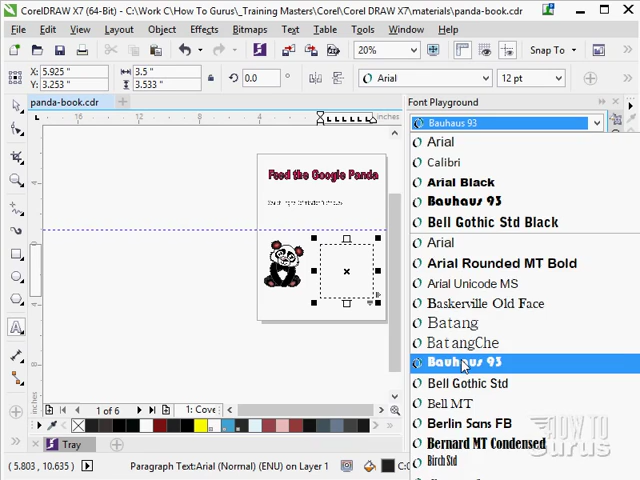 CorelDRAW X7 (64-Bit) - C:\Work C\How To Gurus\_Training Masters\Corel\CorelDRAW X7\materials\panda-book.cdr
File Edit View Layout Object Effects Bitmaps Text Table Tools Window Help
20% Snap To
X: 5.925 "
Y: 3.253 "
3.5 "
3.533 "
0.0
Arial
12 pt
panda-book.cdr
16 12 8 4 inches
Font Playground
Bauhaus 93
Arial
Calibri
Arial Black
Bauhaus 93
Bell Gothic Std Black
Arial
Arial Rounded MT Bold
Arial Unicode MS
Baskerville Old Face
Batang
BatangChe
Bauhaus 93
Bell Gothic Std
Bell MT
Berlin Sans FB
Bernard MT Condensed
Birch Std
Feed the Google Panda
1 of 6
1: Cove
Tray
HOW TO
Gurus
( 5.803, 10.635 )
Paragraph Text:Arial (Normal) (ENU) on Layer 1
C:0